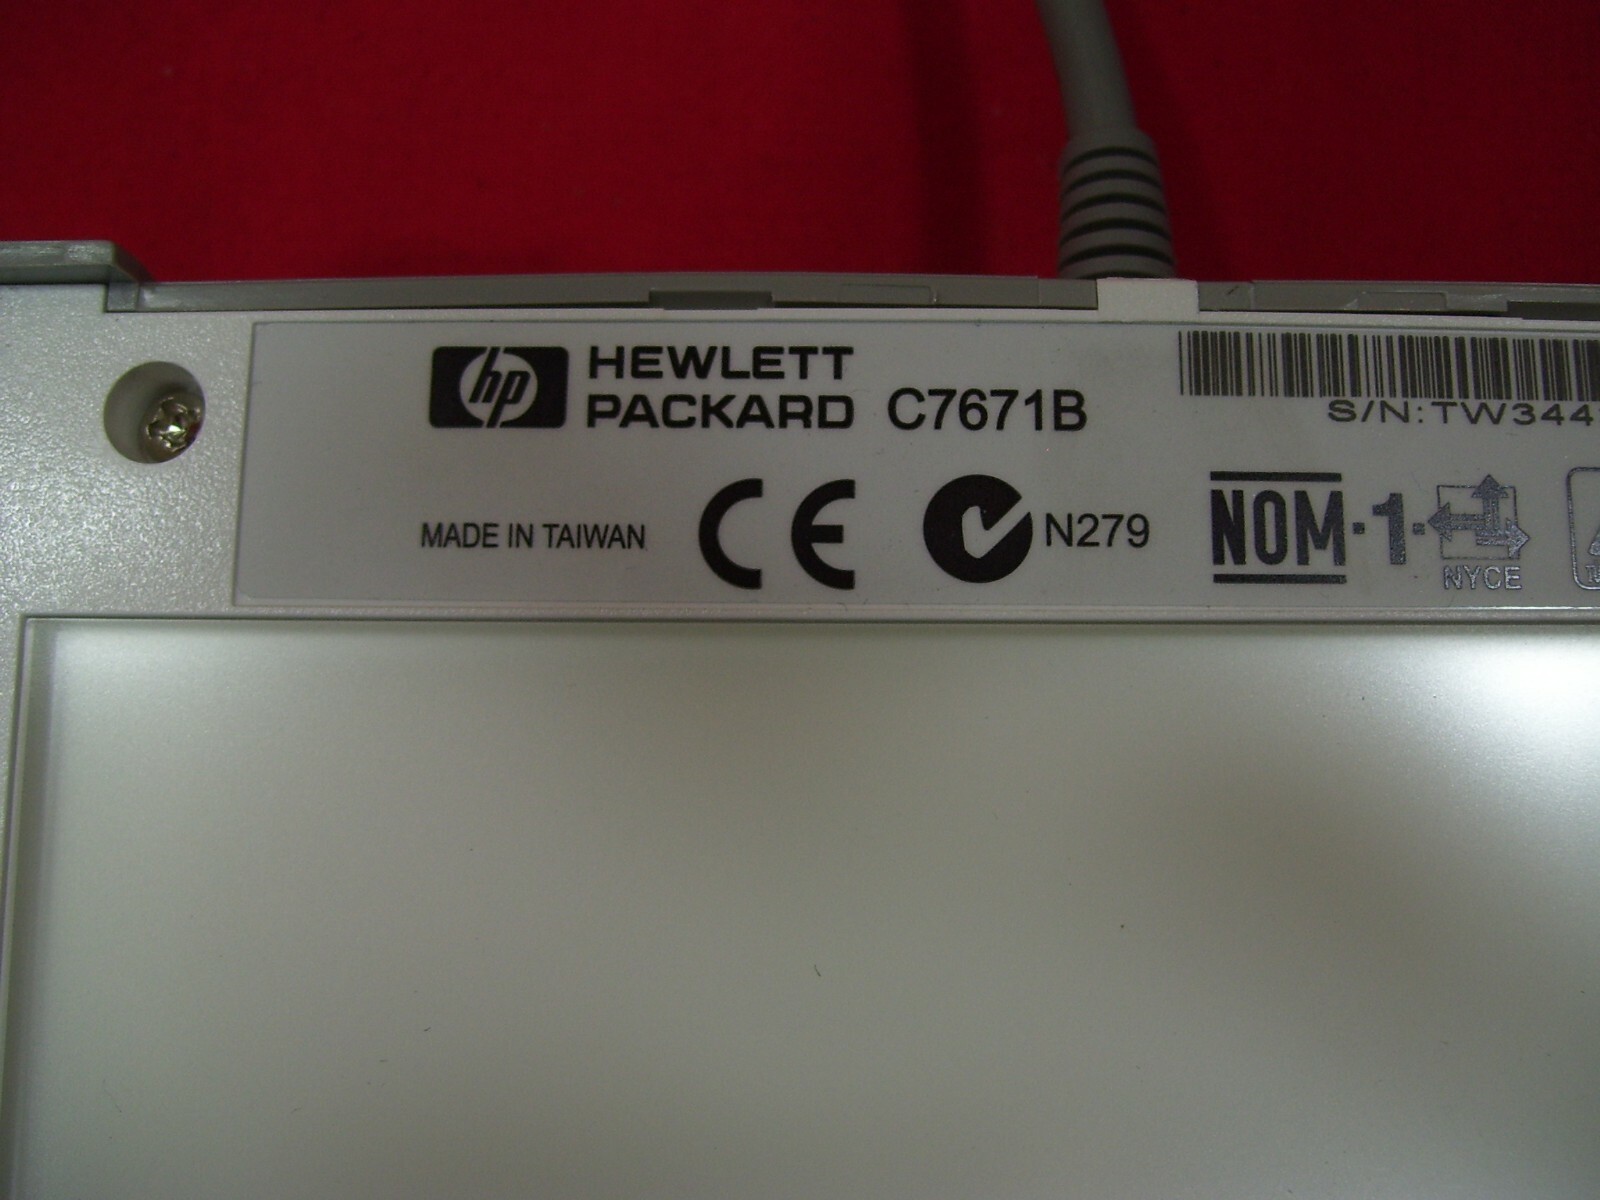 hp HEWLETT
PACKARD C7671B
S/N:TW344
MADE IN TAIWAN CE N279 NOM-1-
NYCE